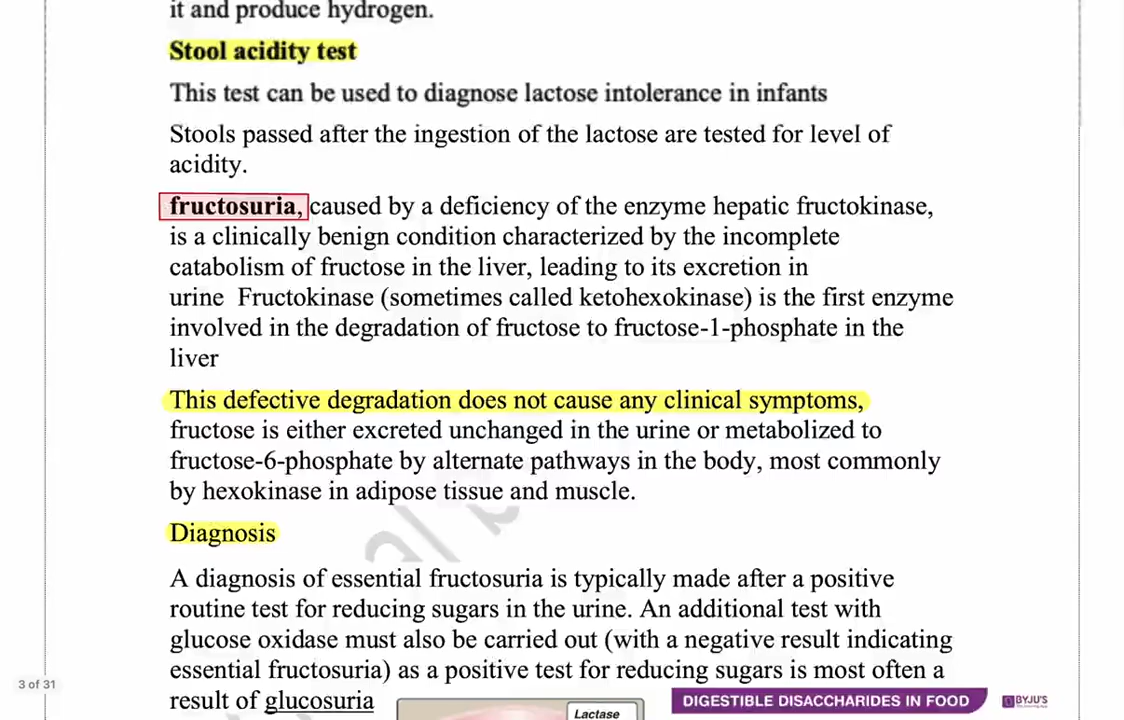 it and produce hydrogen.
Stool acidity test
This test can be used to diagnose lactose intolerance in infants
Stools passed after the ingestion of the lactose are tested for level of
acidity.
fructosuria, caused by a deficiency of the enzyme hepatic fructokinase,
is a clinically benign condition characterized by the incomplete
catabolism of fructose in the liver, leading to its excretion in
urine  Fructokinase (sometimes called ketohexokinase) is the first enzyme
involved in the degradation of fructose to fructose-1-phosphate in the
liver
This defective degradation does not cause any clinical symptoms,
fructose is either excreted unchanged in the urine or metabolized to
fructose-6-phosphate by alternate pathways in the body, most commonly
by hexokinase in adipose tissue and muscle.
Diagnosis
A diagnosis of essential fructosuria is typically made after a positive
routine test for reducing sugars in the urine. An additional test with
glucose oxidase must also be carried out (with a negative result indicating
essential fructosuria) as a positive test for reducing sugars is most often a
3 of 31
result of glucosuria
Lactase
DIGESTIBLE DISACCHARIDES IN FOOD
BYJU'S